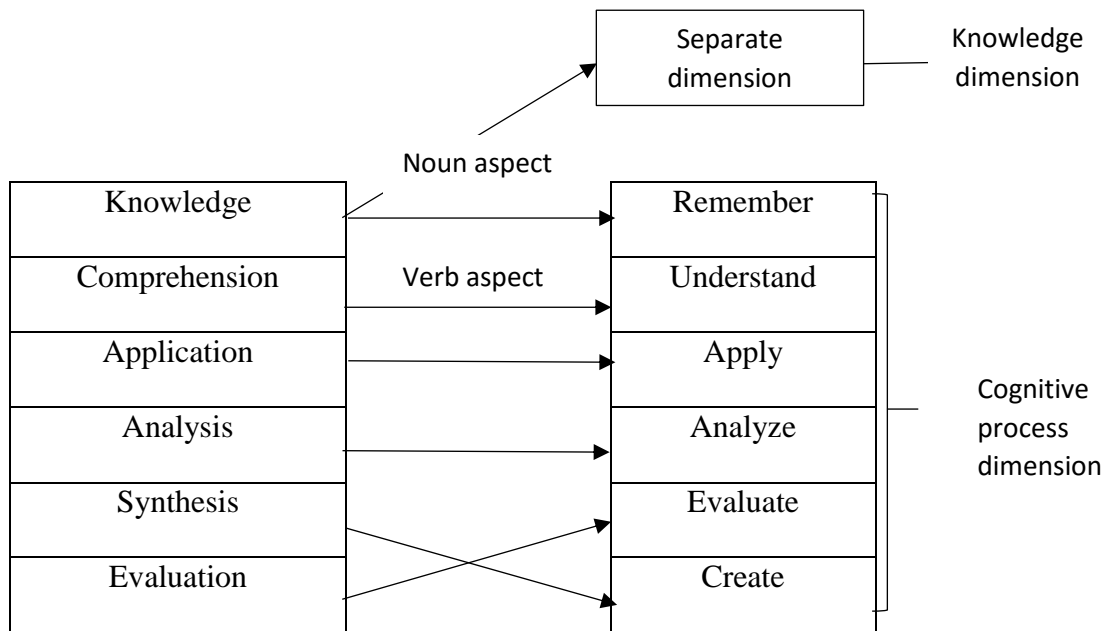 Separate
dimension
Knowledge
dimension
Noun aspect
Knowledge
Remember
Comprehension
Verb aspect
Understand
Application
Apply
Analysis
Analyze
Cognitive
process
dimension
Synthesis
Evaluate
Evaluation
Create